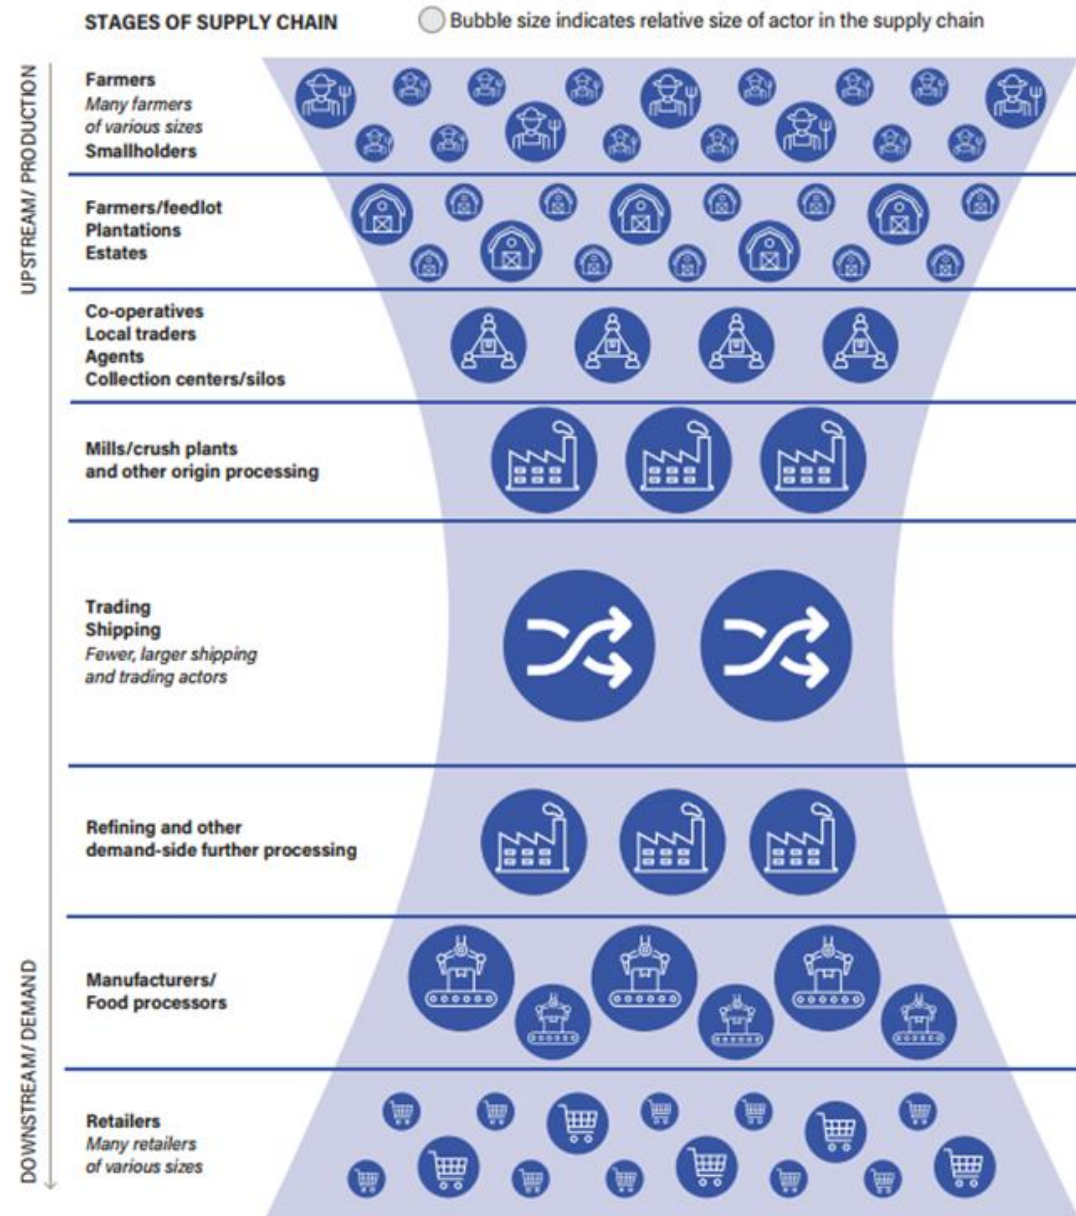 STAGES OF SUPPLY CHAIN
Bubble size indicates relative size of actor in the supply chain
UPSTREAM/ PRODUCTION
Farmers
Many farmers
of various sizes
Smallholders
Farmers/feedlot
Plantations
Estates
Co-operatives
Local traders
Agents
Collection centers/silos
Mills/crush plants
and other origin processing
Trading
Shipping
Fewer, larger shipping
and trading actors
Refining and other
demand-side further processing
DOWNSTREAM/ DEMAND
Manufacturers/
Food processors
Retailers
Many retailers
of various sizes